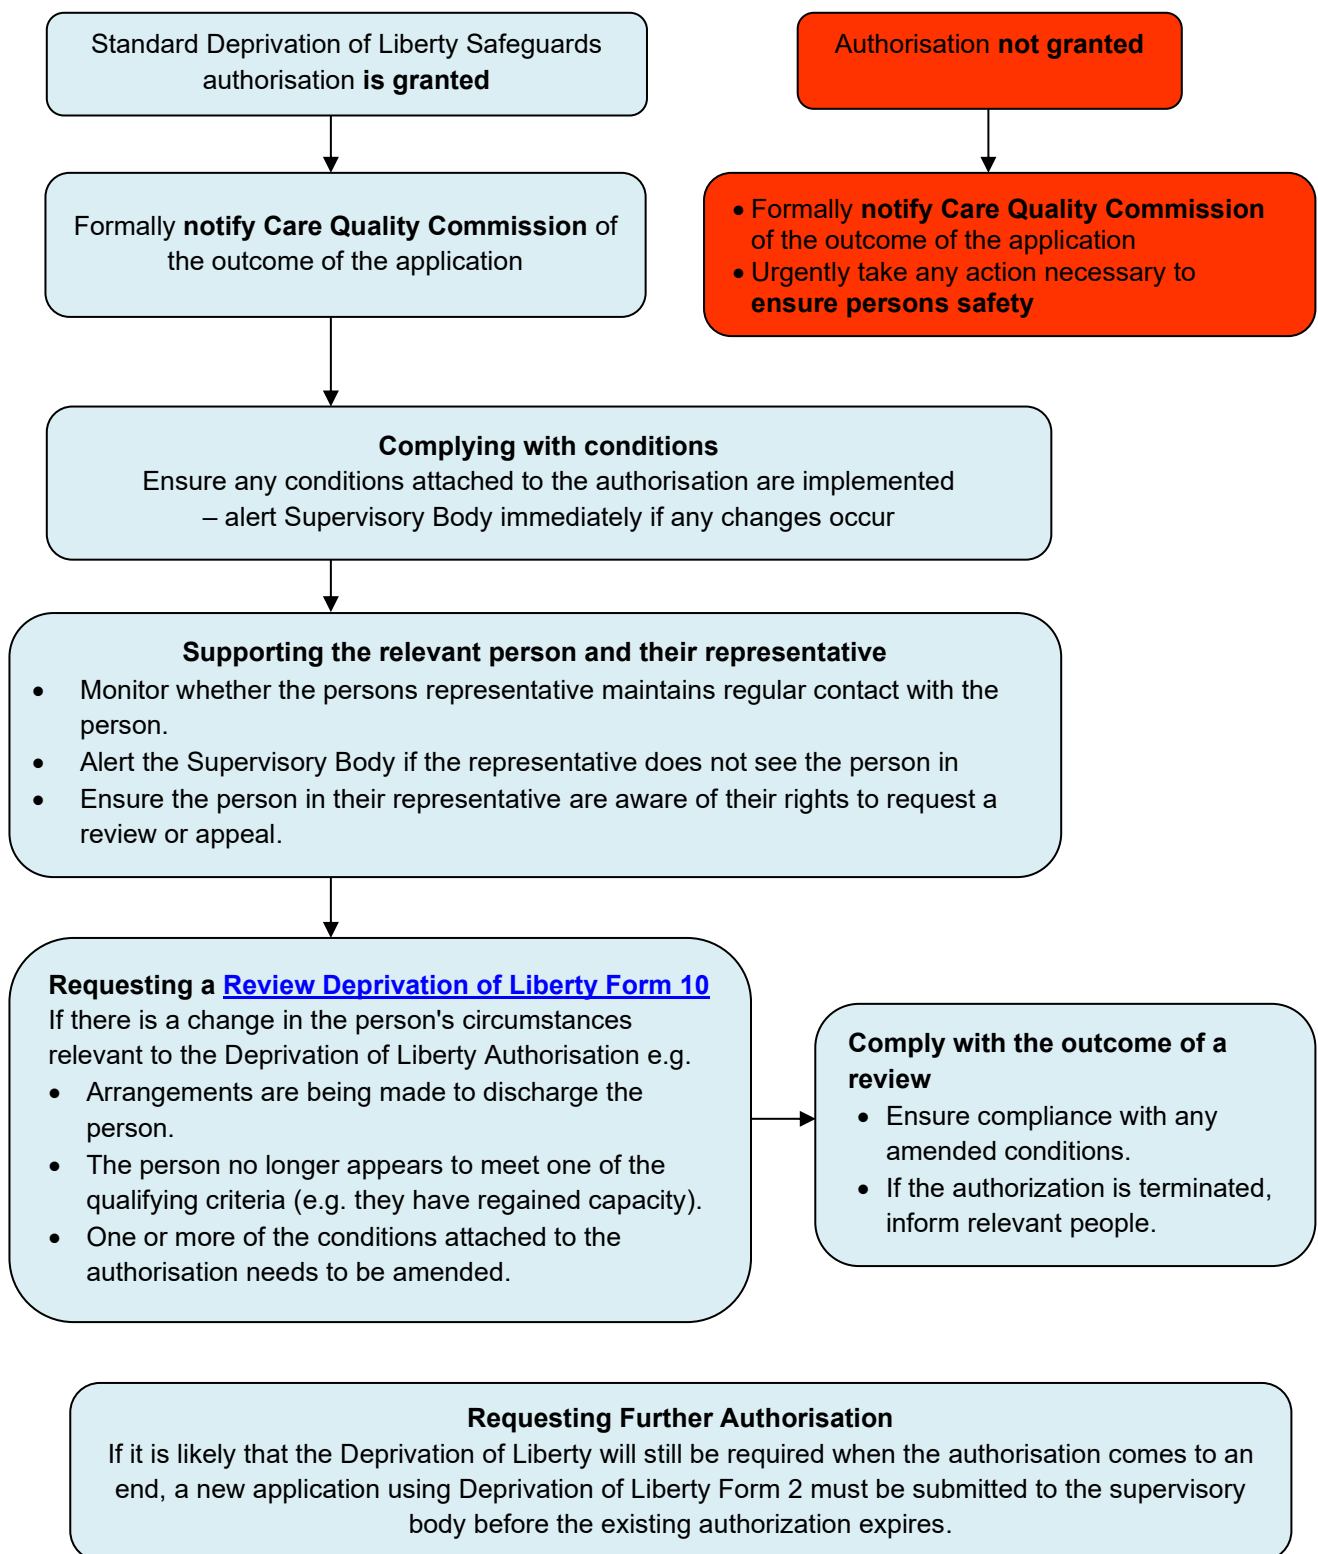 Standard Deprivation of Liberty Safeguards
authorisation is granted
Authorisation not granted
Formally notify Care Quality Commission of
the outcome of the application
• Formally notify Care Quality Commission
of the outcome of the application
• Urgently take any action necessary to
ensure persons safety
Complying with conditions
Ensure any conditions attached to the authorisation are implemented
– alert Supervisory Body immediately if any changes occur
Supporting the relevant person and their representative
• Monitor whether the persons representative maintains regular contact with the
person.
• Alert the Supervisory Body if the representative does not see the person in
• Ensure the person in their representative are aware of their rights to request a
review or appeal.
Requesting a Review Deprivation of Liberty Form 10
If there is a change in the person's circumstances
relevant to the Deprivation of Liberty Authorisation e.g.
• Arrangements are being made to discharge the
person.
• The person no longer appears to meet one of the
qualifying criteria (e.g. they have regained capacity).
• One or more of the conditions attached to the
authorisation needs to be amended.
Comply with the outcome of a
review
• Ensure compliance with any
amended conditions.
• If the authorization is terminated,
inform relevant people.
Requesting Further Authorisation
If it is likely that the Deprivation of Liberty will still be required when the authorisation comes to an
end, a new application using Deprivation of Liberty Form 2 must be submitted to the supervisory
body before the existing authorization expires.